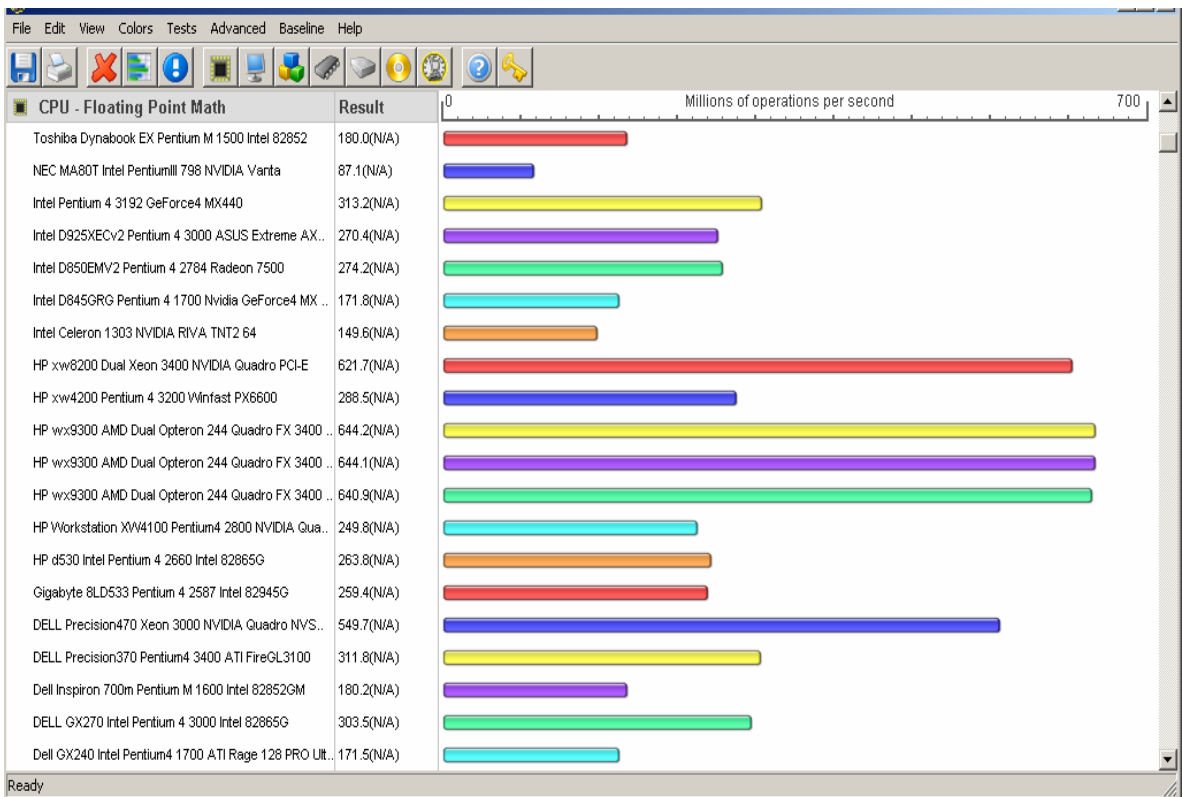 File Edit View Colors Tests Advanced Baseline Help
CPU - Floating Point Math Result 0 Millions of operations per second 700
Toshiba Dynabook EX Pentium M 1500 Intel 82852 180.0(N/A)
NEC MA80T Intel PentiumIII 798 NVIDIA Vanta 87.1(N/A)
Intel Pentium 4 3192 GeForce4 MX440 313.2(N/A)
Intel D925XECv2 Pentium 4 3000 ASUS Extreme AX.. 270.4(N/A)
Intel D850EMV2 Pentium 4 2784 Radeon 7500 274.2(N/A)
Intel D845GRG Pentium 4 1700 Nvidia GeForce4 MX .. 171.8(N/A)
Intel Celeron 1303 NVIDIA RIVA TNT2 64 149.6(N/A)
HP xw8200 Dual Xeon 3400 NVIDIA Quadro PCI-E 621.7(N/A)
HP xw4200 Pentium 4 3200 Winfast PX6600 288.5(N/A)
HP wx9300 AMD Dual Opteron 244 Quadro FX 3400 .. 644.2(N/A)
HP wx9300 AMD Dual Opteron 244 Quadro FX 3400 .. 644.1(N/A)
HP wx9300 AMD Dual Opteron 244 Quadro FX 3400 .. 640.9(N/A)
HP Workstation XW4100 Pentium4 2800 NVIDIA Qua.. 249.8(N/A)
HP d530 Intel Pentium 4 2660 Intel 82865G 263.8(N/A)
Gigabyte 8LD533 Pentium 4 2587 Intel 82945G 259.4(N/A)
DELL Precision470 Xeon 3000 NVIDIA Quadro NVS.. 549.7(N/A)
DELL Precision370 Pentium4 3400 ATI FireGL3100 311.8(N/A)
Dell Inspiron 700m Pentium M 1600 Intel 82852GM 180.2(N/A)
DELL GX270 Intel Pentium 4 3000 Intel 82865G 303.5(N/A)
Dell GX240 Intel Pentium4 1700 ATI Rage 128 PRO Ult.. 171.5(N/A)
Ready